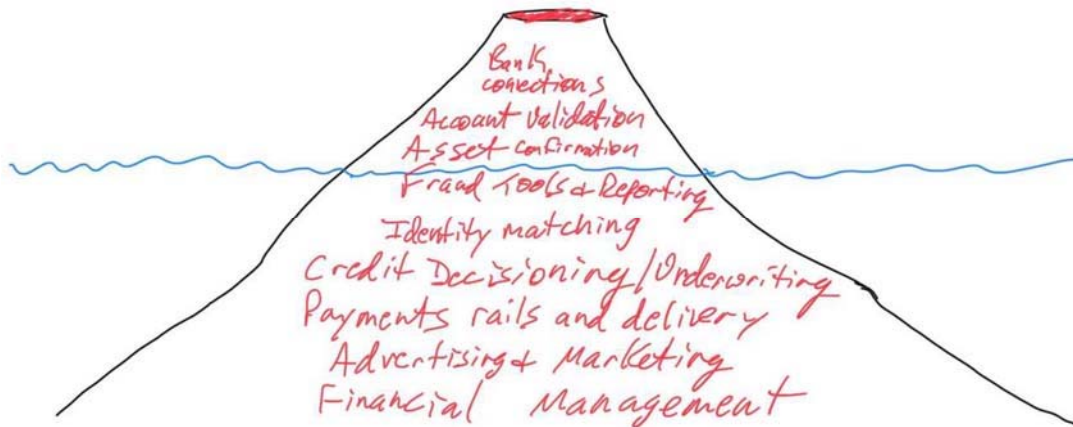 Bank
conections
Account Validation
Asset confirmation
Fraud Tools & Reporting
Identity matching
Credit Decisioning/Underwriting
Payments rails and delivery
Advertising & Marketing
Financial Management